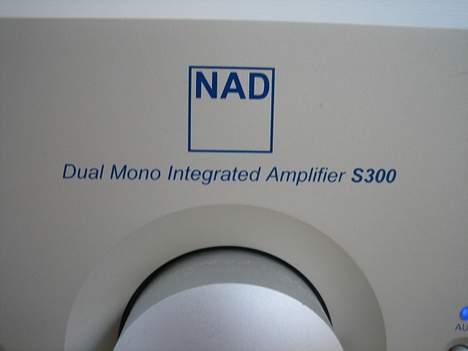 NAD
Dual Mono Integrated Amplifier S300